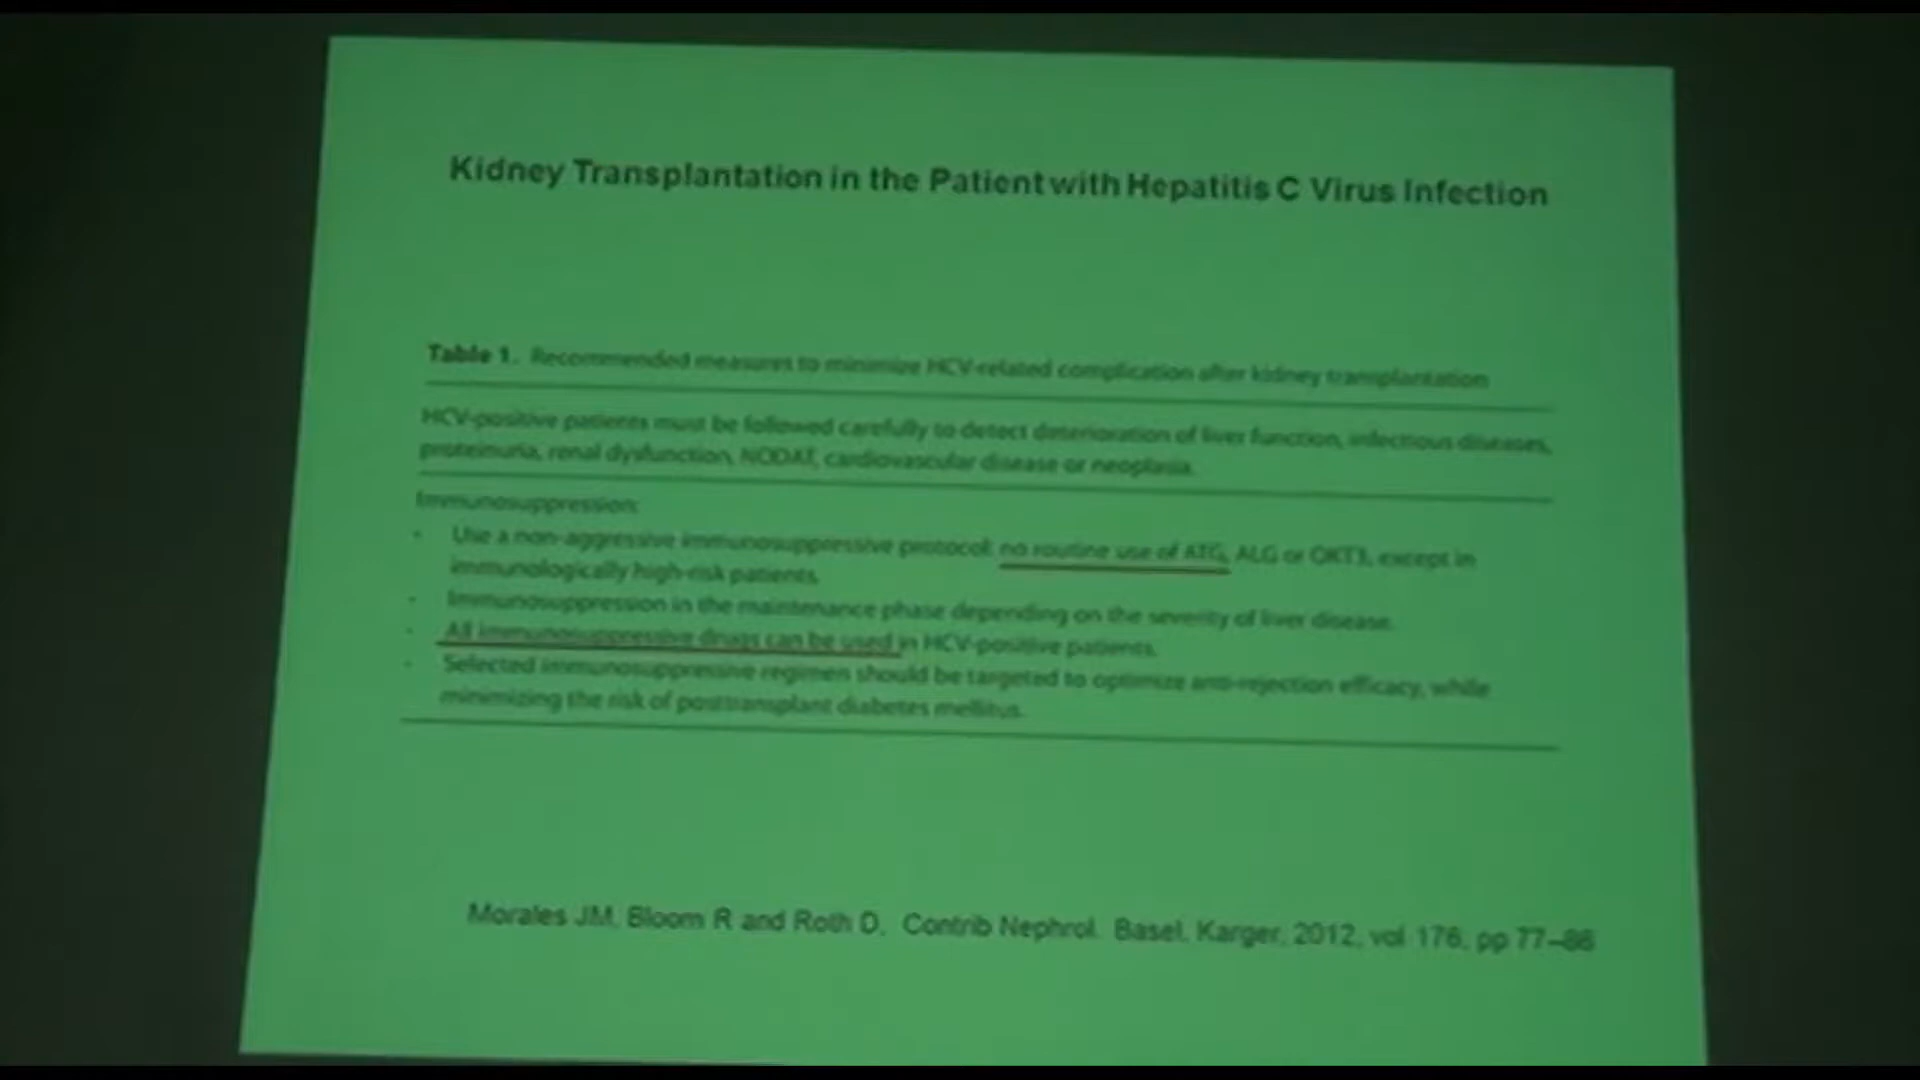 Kidney Transplantation in the Patient with Hepatitis C Virus Infection
Table 1. Recommended measures to minimize HCV-related complication after kidney transplantation
HCV-positive patients must be followed carefully to detect deterioration of liver function, infectious diseases,
proteinuria, renal dysfunction, NODAT, cardiovascular disease or neoplasia.
Immunosuppression:
- Use a non-aggressive immunosuppressive protocol: no routine use of ATG, ALG or OKT3, except in
immunologically high-risk patients.
- Immunosuppression in the maintenance phase depending on the severity of liver disease.
- All immunosuppressive drugs can be used in HCV-positive patients.
- Selected immunosuppressive regimen should be targeted to optimize anti-rejection efficacy, while
minimizing the risk of posttransplant diabetes mellitus.
Morales JM, Bloom R and Roth D. Contrib Nephrol. Basel, Karger, 2012, vol 176, pp 77–86